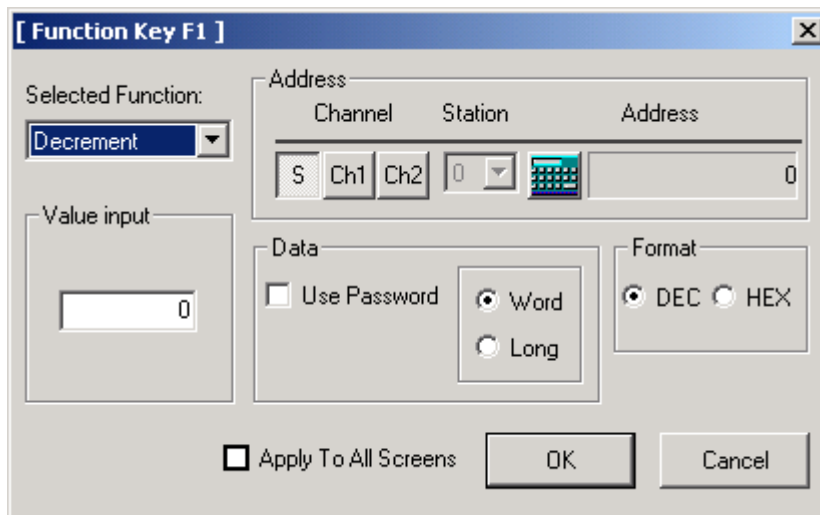 [ Function Key F1 ]
Selected Function:
Decrement
Address
Channel Station Address
S Ch1 Ch2 0 0
Value input
0
Data
Use Password
Word
Long
Format
DEC HEX
Apply To All Screens
OK Cancel